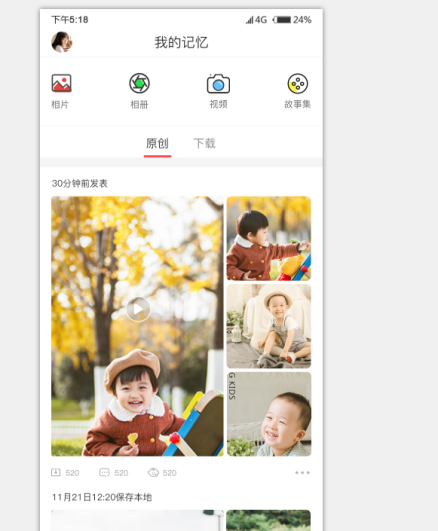 下午5:18 4G 24%
我的记忆
相片 相册 视频 故事集
原创 下载
30分钟前发表
G KIDS
520 520 520
11月21日12:20保存本地